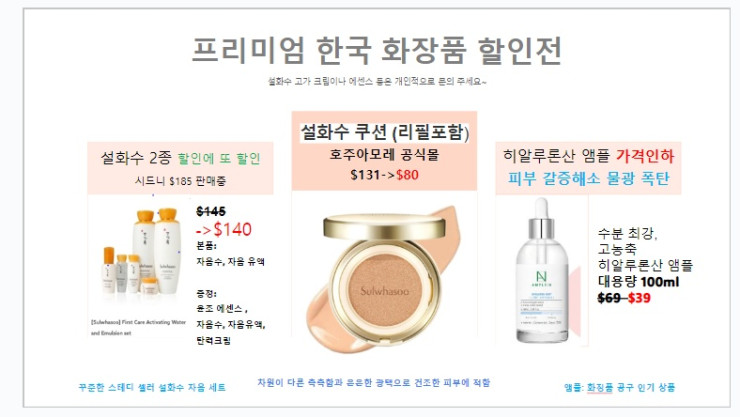 프리미엄 한국 화장품 할인전
설화수 고가 크림이나 에센스 등은 개인적으로 문의 주세요~
설화수 2종 할인에 또 할인
시드니 $185 판매중
$145
->$140
본품:
자음수, 자음 유액
증정:
윤조 에센스 ,
자음수, 자음유액,
탄력크림
[Sulwhasoo] First Care Activating Water
and Emulsion set
꾸준한 스테디 셀러 설화수 자음 세트
설화수 쿠션 (리필포함)
호주아모레 공식몰
$131->$80
Sulwhasoo
차원이 다른 촉촉함과 은은한 광택으로 건조한 피부에 적합
히알루론산 앰플 가격인하
피부 갈증해소 물광 폭탄
N
수분 최강,
고농축
히알루론산 앰플
대용량 100ml
$69 $39
앰플: 화장품 공구 인기 상품